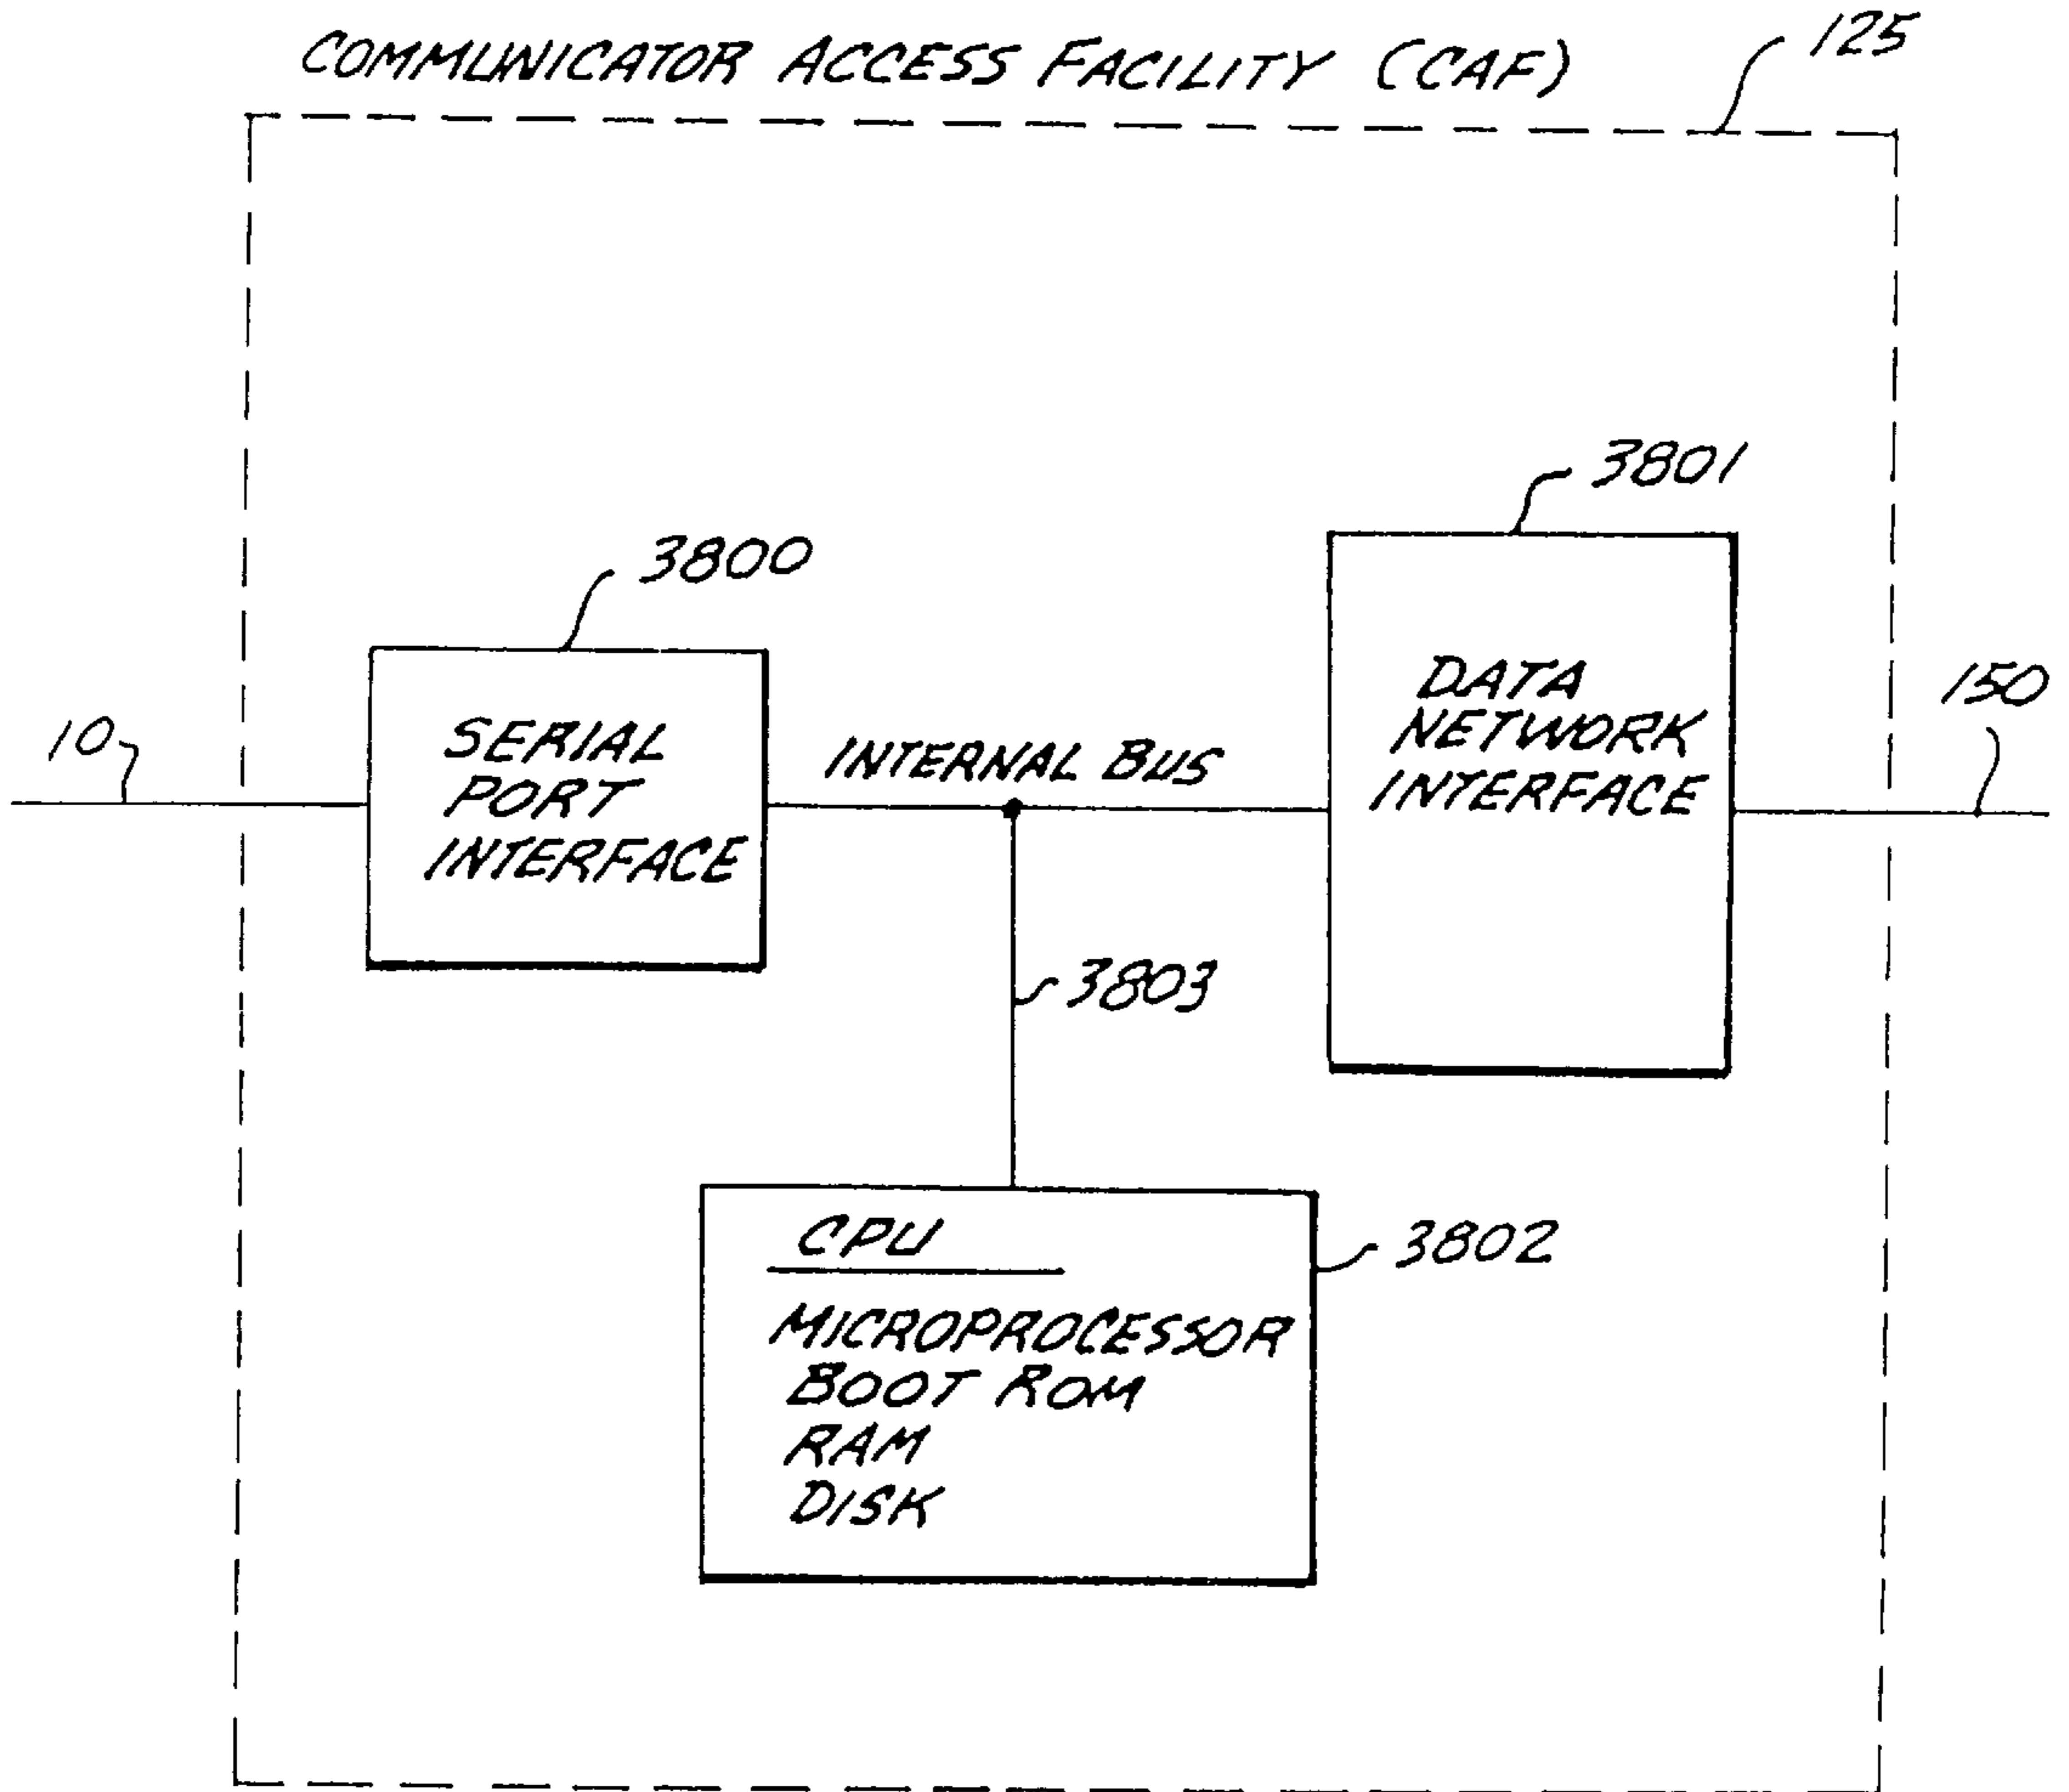 COMMUNICATOR ACCESS FACILITY (CAF)
125
3801
3800
DATA
NETWORK
INTERFACE
150
10
SERIAL
PORT
INTERFACE
INTERNAL BUS
3803
CPU
3802
MICROPROCESSOR
BOOT ROM
RAM
DISK